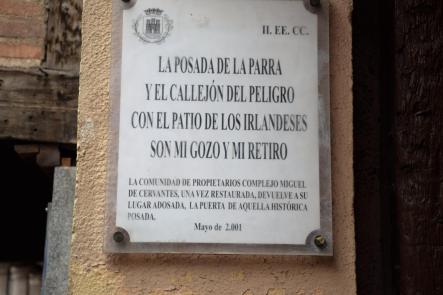 II. EE. CC.
LA POSADA DE LA PARRA
Y EL CALLEJÓN DEL PELIGRO
CON EL PATIO DE LOS IRLANDESES
SON MI GOZO Y MI RETIRO
LA COMUNIDAD DE PROPIETARIOS COMPLEJO MIGUEL
DE CERVANTES, UNA VEZ RESTAURADA, DEVUELVE A SU
LUGAR ADOSADA, LA PUERTA DE AQUELLA HISTÓRICA
POSADA.
Mayo de 2.001